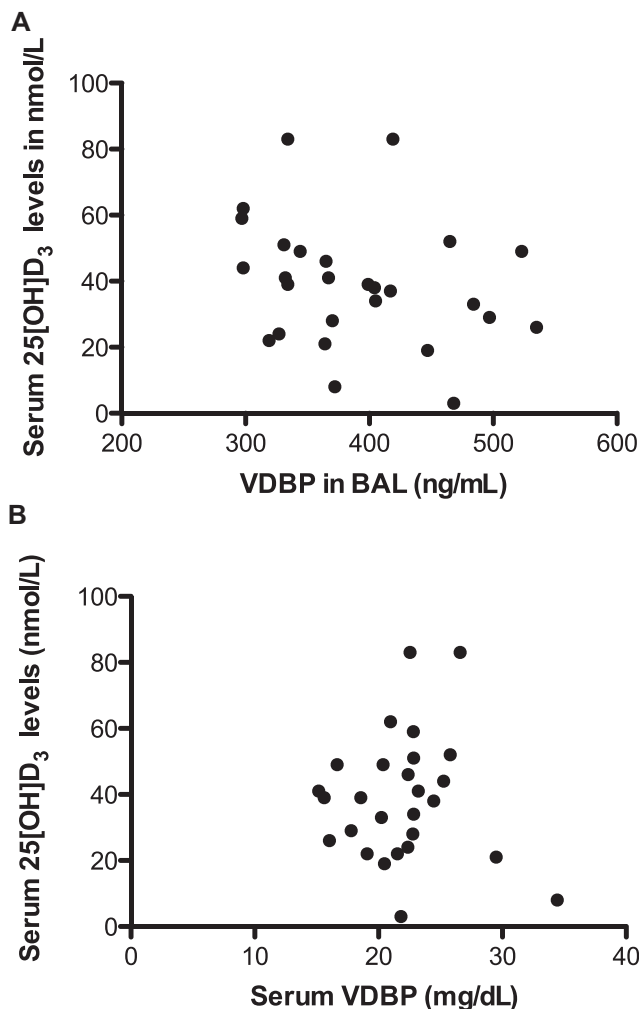 A
Serum 25[OH]D₃ levels in nmol/L
100
80
60
40
20
0
200 300 400 500 600
VDBP in BAL (ng/mL)
B
Serum 25[OH]D₃ levels (nmol/L)
100
80
60
40
20
0
0 10 20 30 40
Serum VDBP (mg/dL)